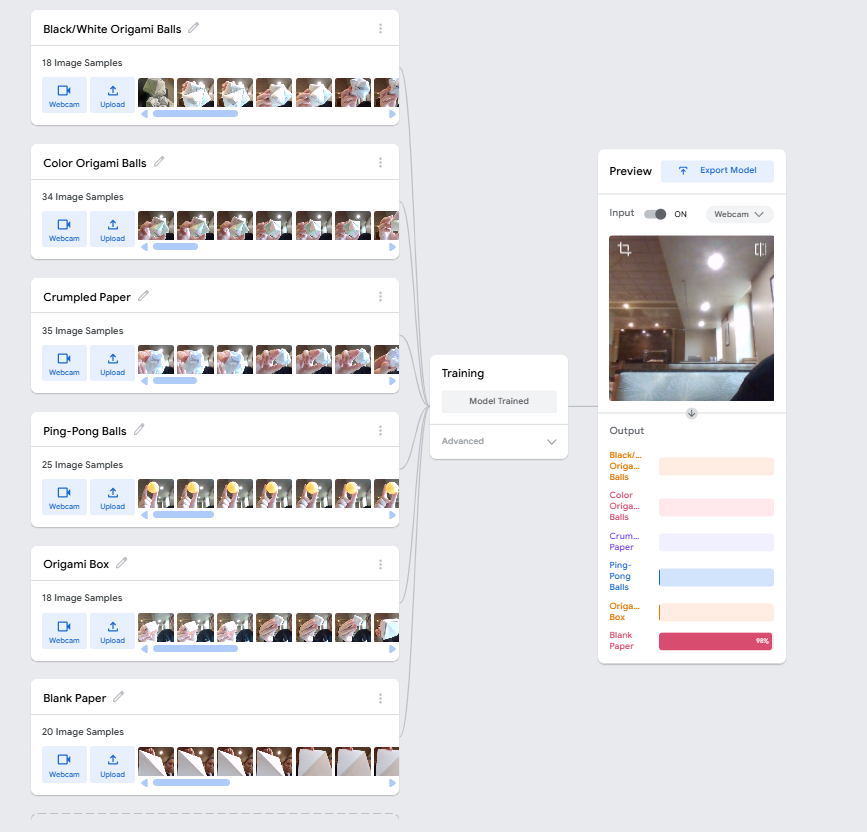 Black/White Origami Balls
18 Image Samples
Webcam
Upload
Color Origami Balls
34 Image Samples
Webcam
Upload
Crumpled Paper
35 Image Samples
Webcam
Upload
Ping-Pong Balls
25 Image Samples
Webcam
Upload
Origami Box
18 Image Samples
Webcam
Upload
Blank Paper
20 Image Samples
Webcam
Upload
Training
Model Trained
Advanced
Preview
Export Model
Input
ON
Webcam
Output
Black/...
Origa...
Balls
Color
Origa...
Balls
Crum...
Paper
Ping-
Pong
Balls
Origa...
Box
Blank
Paper
98%